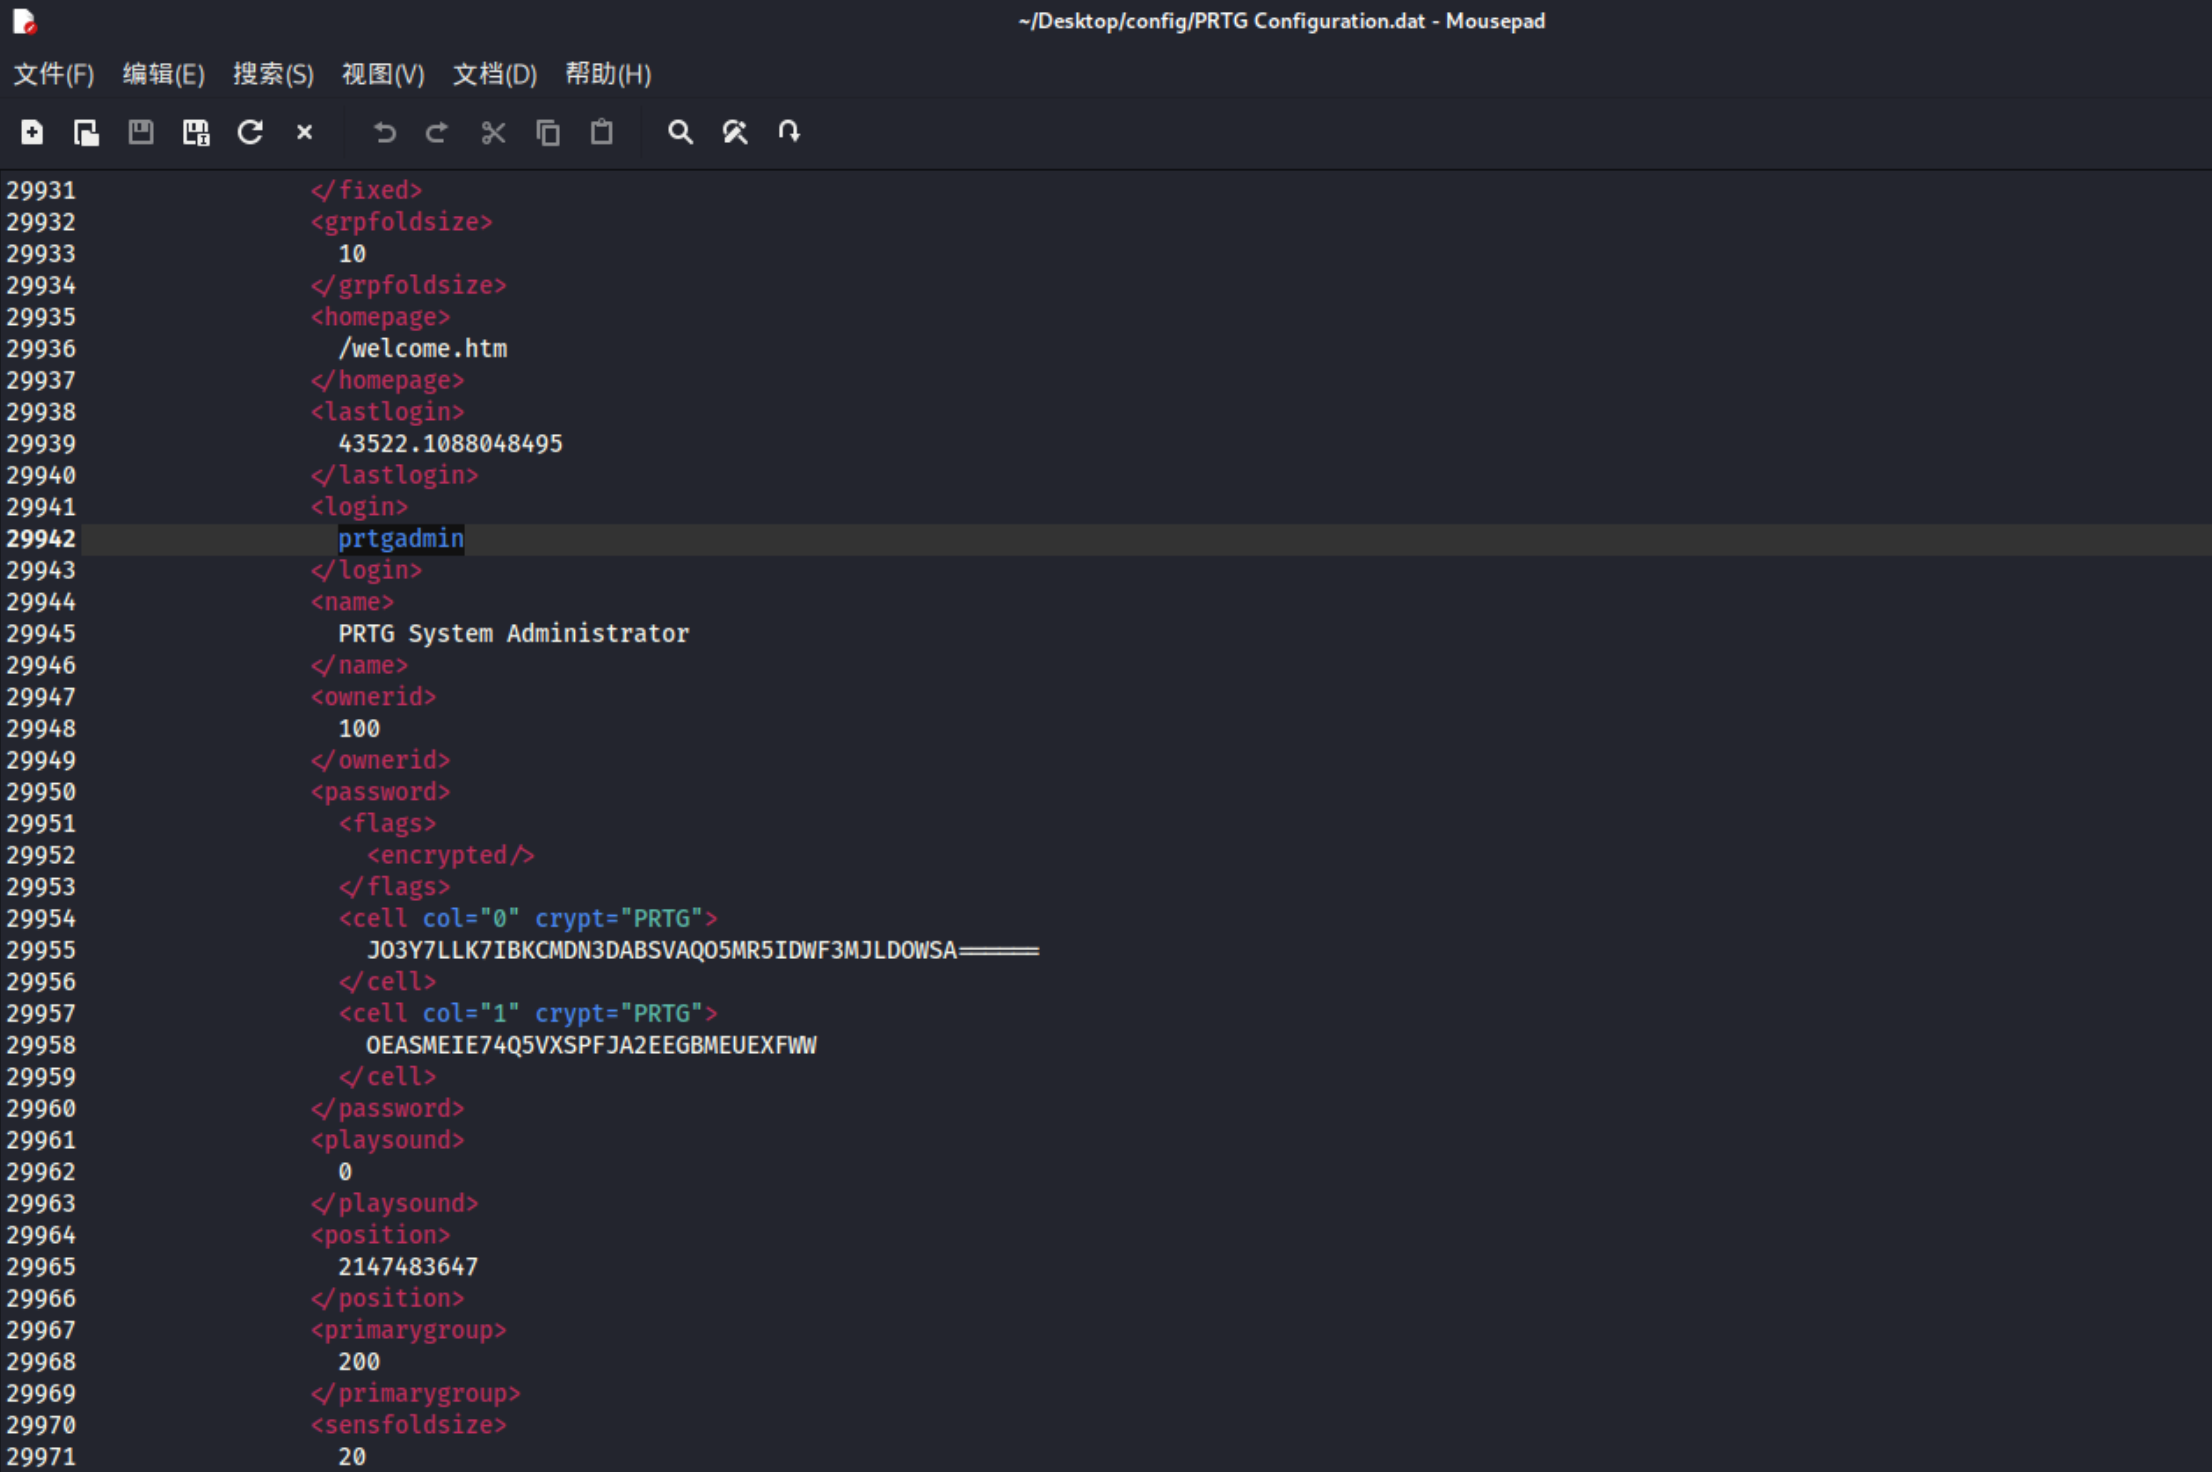 ~/Desktop/config/PRTG Configuration.dat - Mousepad
文件(F) 编辑(E) 搜索(S) 视图(V) 文档(D) 帮助(H)
29931 </fixed>
29932 <grpfoldsize>
29933 10
29934 </grpfoldsize>
29935 <homepage>
29936 /welcome.htm
29937 </homepage>
29938 <lastlogin>
29939 43522.1088048495
29940 </lastlogin>
29941 <login>
29942 prtgadmin
29943 </login>
29944 <name>
29945 PRTG System Administrator
29946 </name>
29947 <ownerid>
29948 100
29949 </ownerid>
29950 <password>
29951 <flags>
29952 <encrypted/>
29953 </flags>
29954 <cell col="0" crypt="PRTG">
29955 JO3Y7LLK7IBKCMDN3DABSVAQO5MR5IDWF3MJLDOWSA======
29956 </cell>
29957 <cell col="1" crypt="PRTG">
29958 OEASMEIE74Q5VXSPFJA2EEGBMEUEXFWW
29959 </cell>
29960 </password>
29961 <playsound>
29962 0
29963 </playsound>
29964 <position>
29965 2147483647
29966 </position>
29967 <primarygroup>
29968 200
29969 </primarygroup>
29970 <sensfoldsize>
29971 20